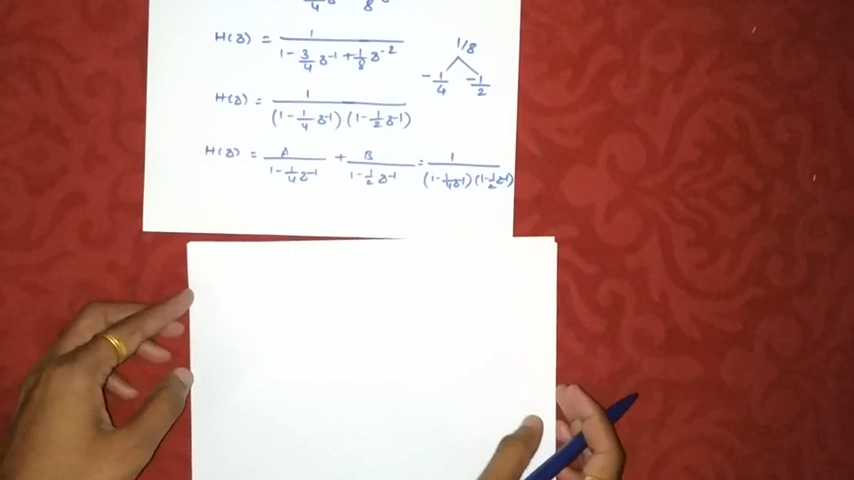 H(z) = 1 / (1 - 3/4 z^-1 + 1/8 z^-2)
1/8
-1/4 -1/2
H(z) = 1 / ((1 - 1/4 z^-1) (1 - 1/2 z^-1))
H(z) = A / (1 - 1/4 z^-1) + B / (1 - 1/2 z^-1) = 1 / ((1 - 1/4 z^-1) (1 - 1/2 z^-1))